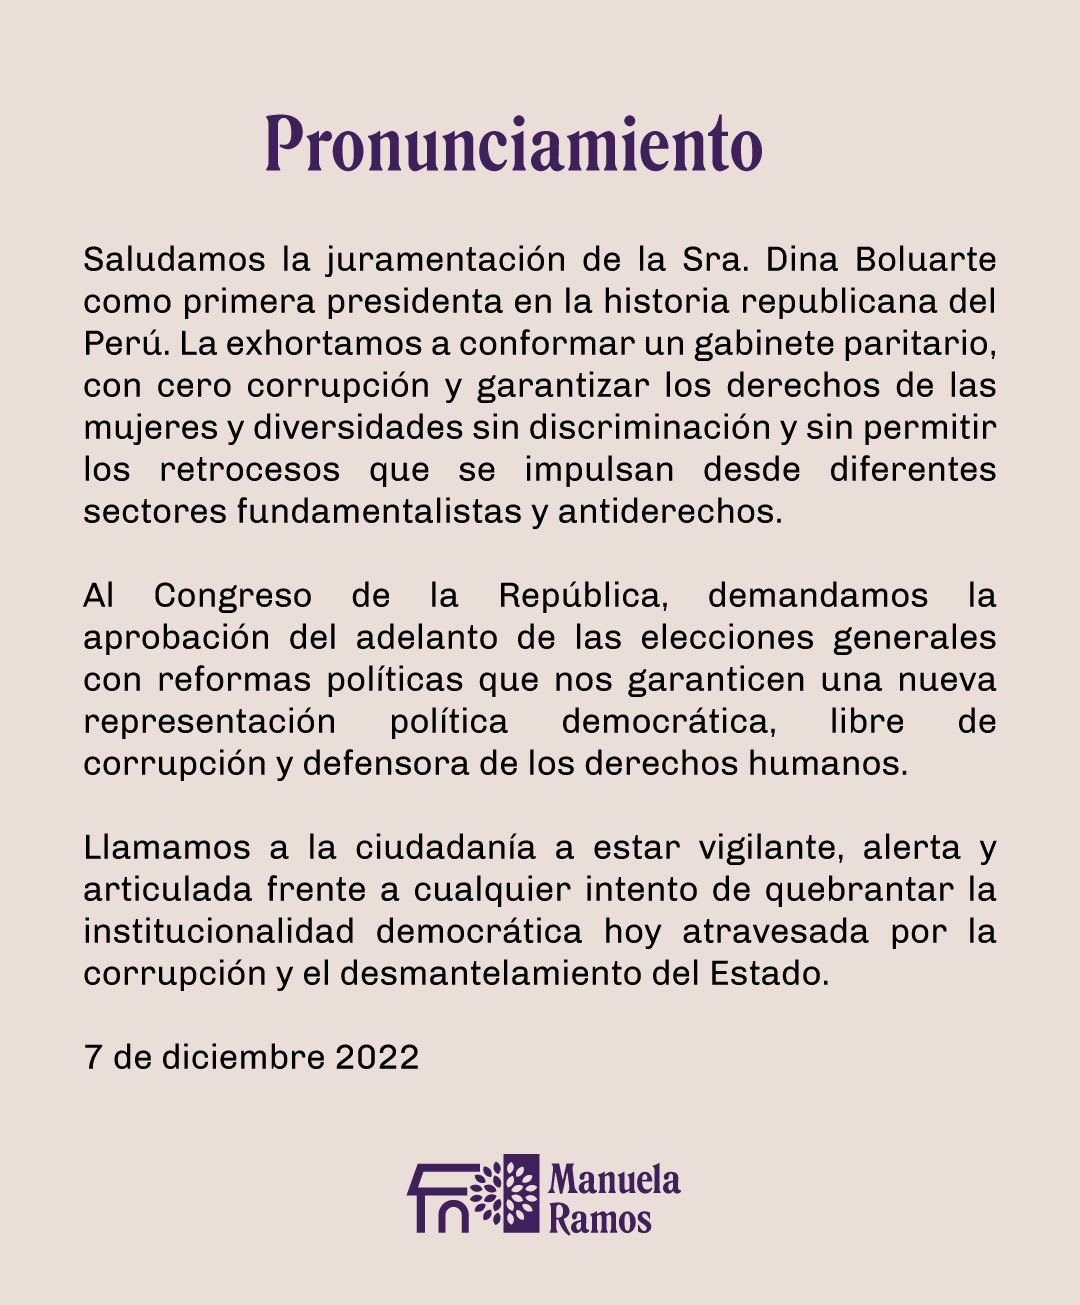 Pronunciamiento
Saludamos la juramentación de la Sra. Dina Boluarte
como primera presidenta en la historia republicana del
Perú. La exhortamos a conformar un gabinete paritario,
con cero corrupción y garantizar los derechos de las
mujeres y diversidades sin discriminación y sin permitir
los retrocesos que se impulsan desde diferentes
sectores fundamentalistas y antiderechos.
Al Congreso de la República, demandamos la
aprobación del adelanto de las elecciones generales
con reformas políticas que nos garanticen una nueva
representación política democrática, libre de
corrupción y defensora de los derechos humanos.
Llamamos a la ciudadanía a estar vigilante, alerta y
articulada frente a cualquier intento de quebrantar la
institucionalidad democrática hoy atravesada por la
corrupción y el desmantelamiento del Estado.
7 de diciembre 2022
Manuela
Ramos